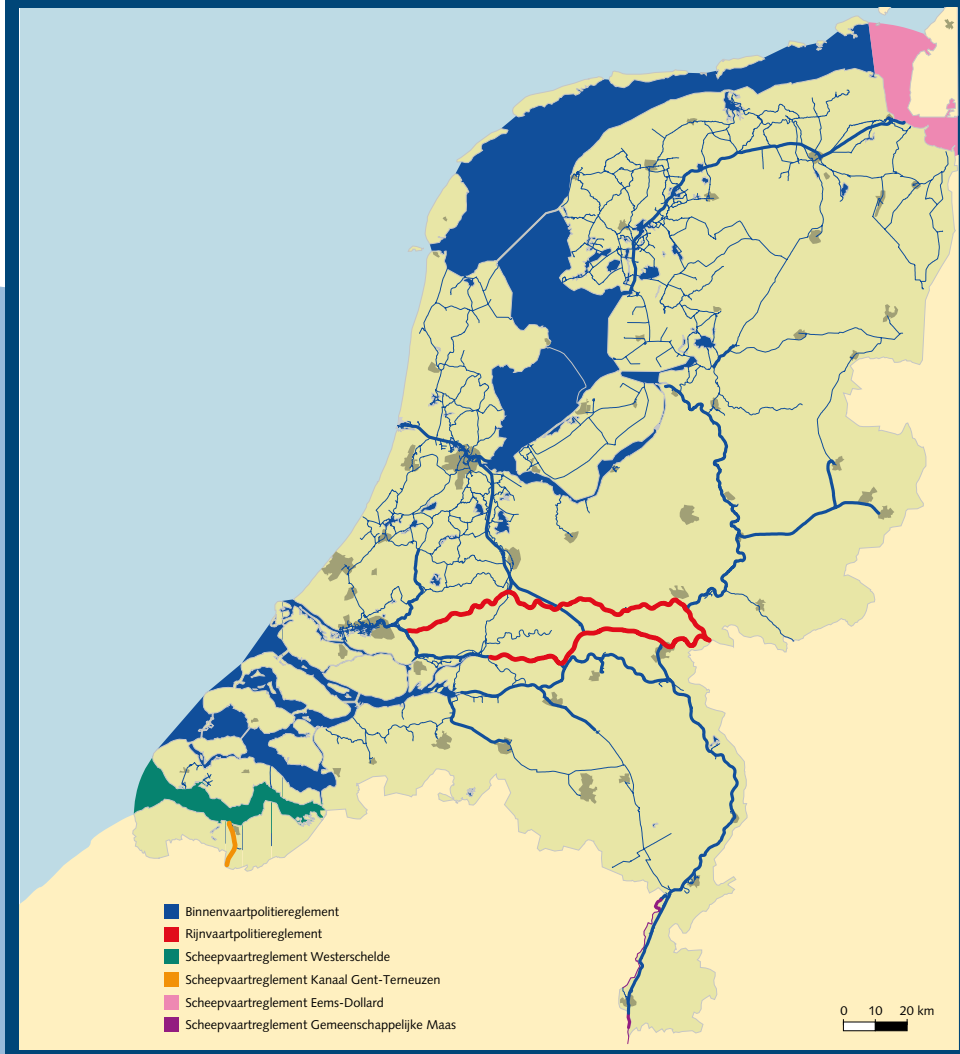 Binnenvaartpolitiereglement
Rijnvaartpolitiereglement
Scheepvaartreglement Westerschelde
Scheepvaartreglement Kanaal Gent-Terneuzen
Scheepvaartreglement Eems-Dollard
Scheepvaartreglement Gemeenschappelijke Maas
0 10 20 km